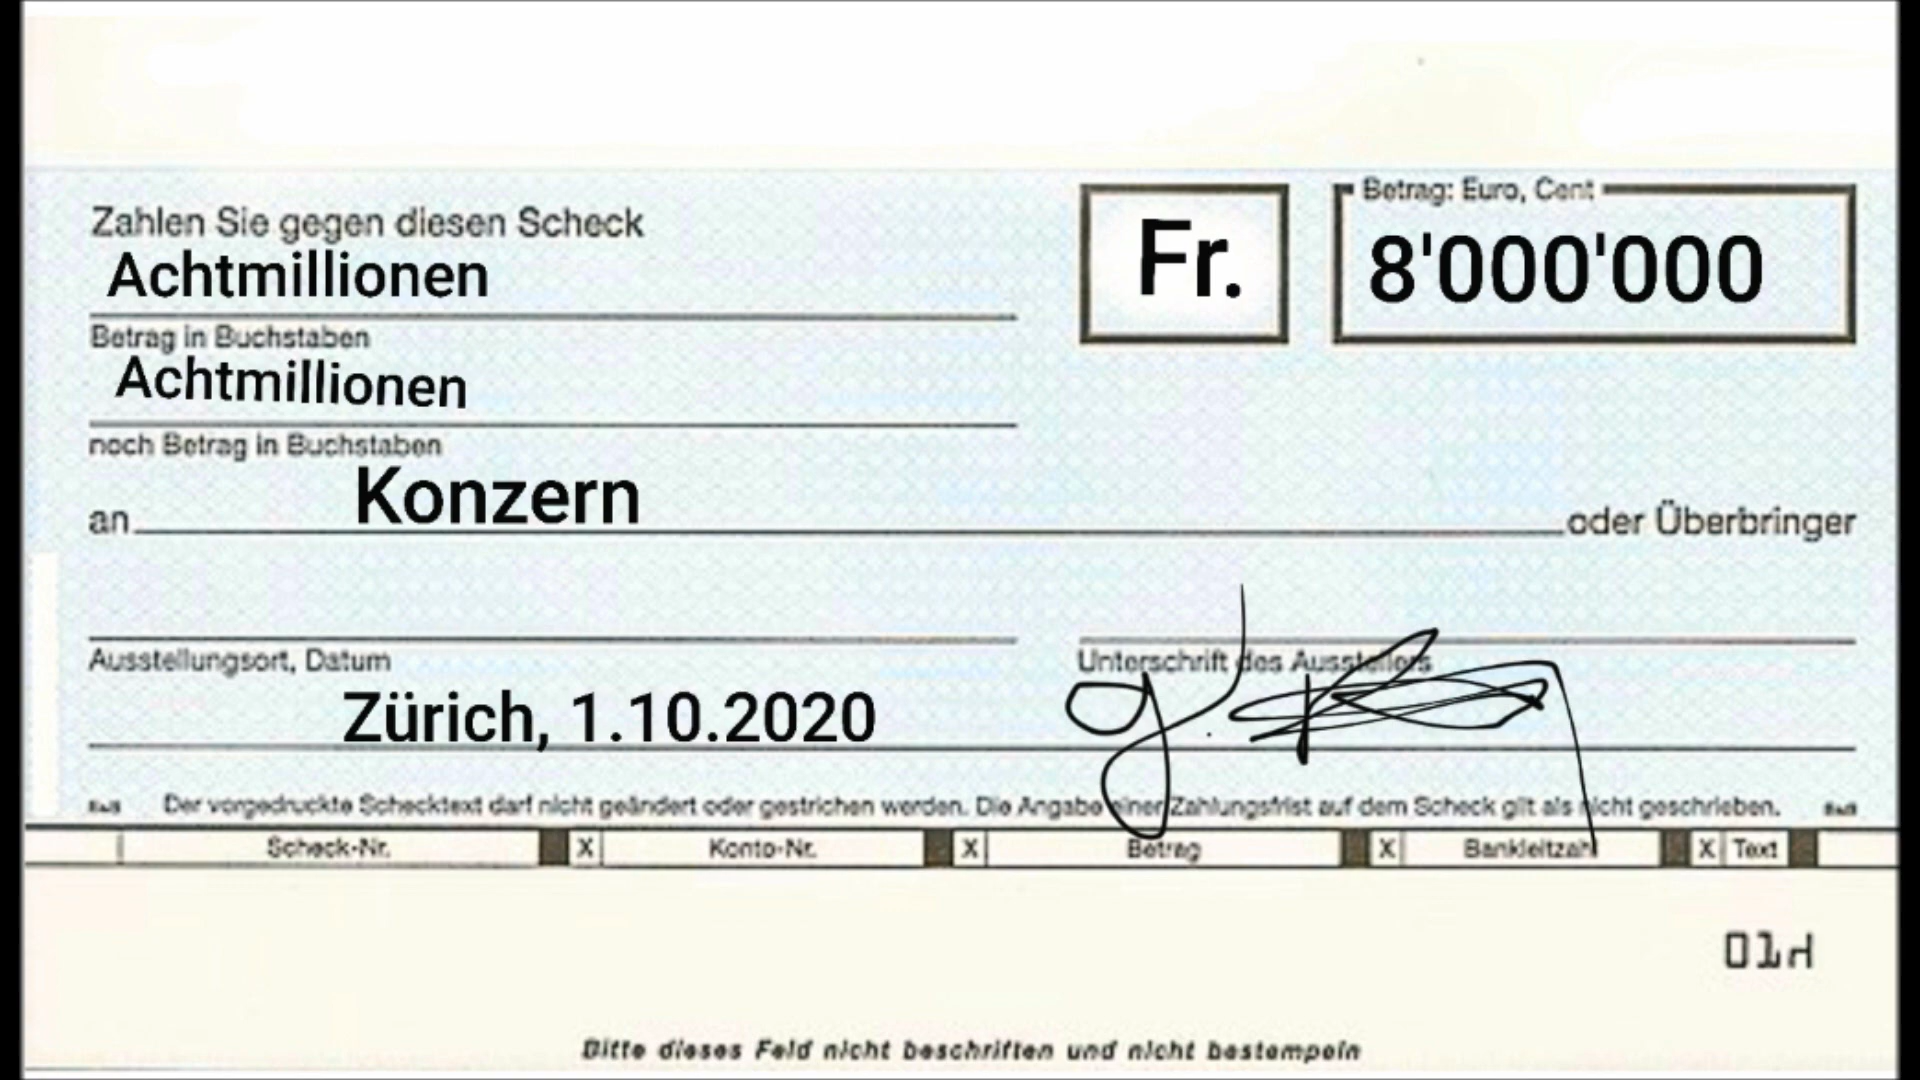 Betrag: Euro, Cent
Zahlen Sie gegen diesen Scheck
Fr. 8'000'000
Achtmillionen
Betrag in Buchstaben
Achtmillionen
noch Betrag in Buchstaben
an Konzern oder Überbringer
Ausstellungsort, Datum Unterschrift des Ausstellers
Zürich, 1.10.2020
Der vorgedruckte Schecktext darf nicht geändert oder gestrichen werden. Die Angabe einer Zahlungsfrist auf dem Scheck gilt als nicht geschrieben.
Scheck-Nr. X Konto-Nr. X Betrag X Bankleitzahl X Text
Bitte dieses Feld nicht beschriften und nicht bestempeln